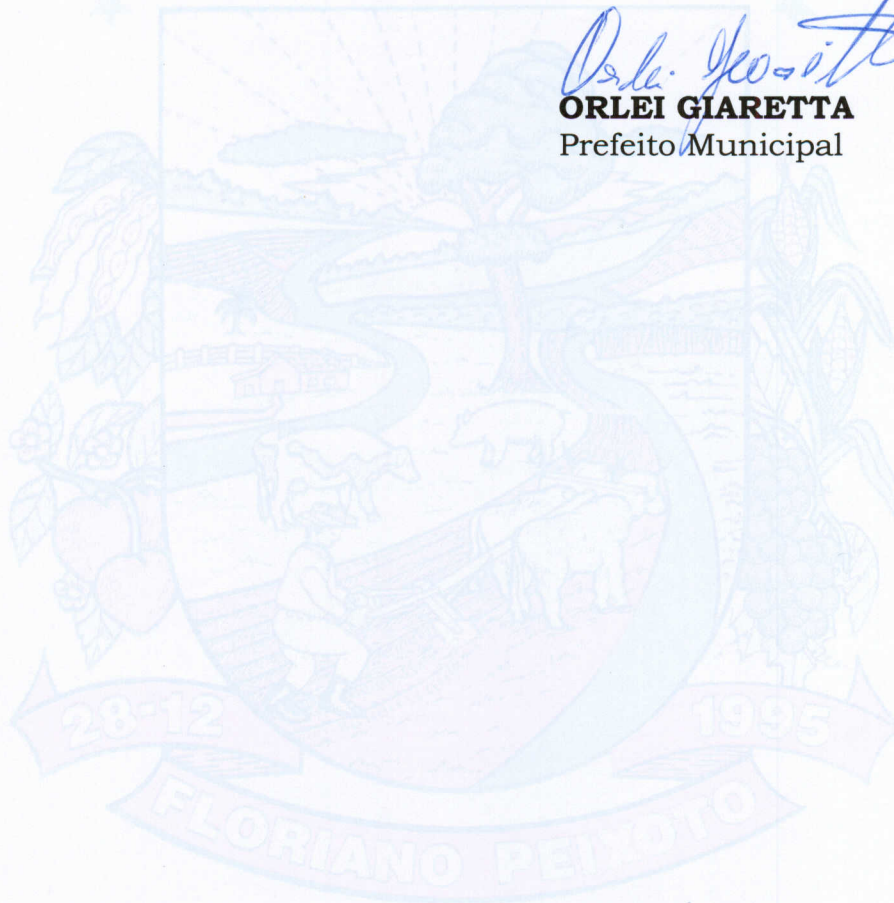 ORLEI GIARETTA
Prefeito Municipal
28-12
1995
FLORIANO PEIXOTO